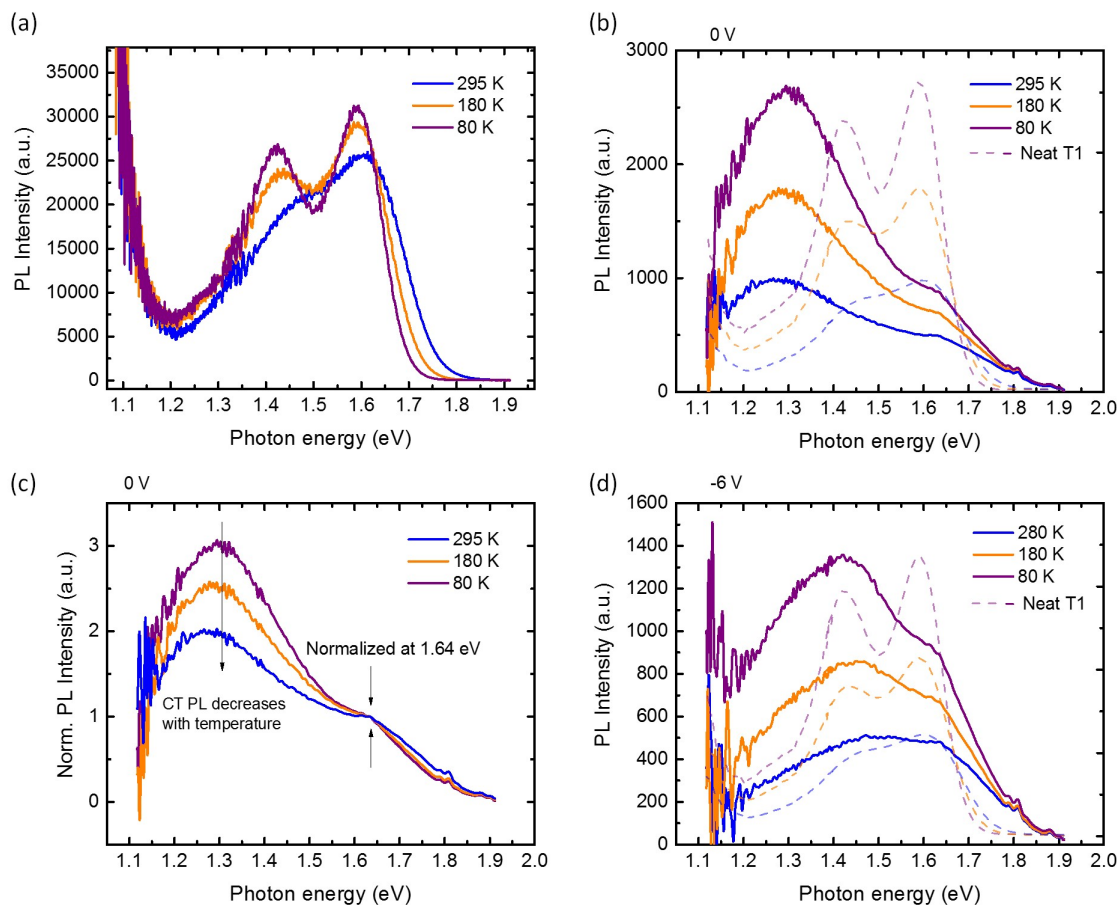 (a)
35000
30000
25000
20000
15000
10000
5000
0
PL Intensity (a.u.)
295 K
180 K
80 K
1.1 1.2 1.3 1.4 1.5 1.6 1.7 1.8 1.9
Photon energy (eV)
(b)
0 V
3000
2000
1000
0
PL Intensity (a.u.)
295 K
180 K
80 K
Neat T1
1.1 1.2 1.3 1.4 1.5 1.6 1.7 1.8 1.9 2.0
Photon energy (eV)
(c)
0 V
3
2
1
0
Norm. PL Intensity (a.u.)
295 K
180 K
80 K
Normalized at 1.64 eV
CT PL decreases
with temperature
1.1 1.2 1.3 1.4 1.5 1.6 1.7 1.8 1.9 2.0
Photon energy (eV)
(d)
-6 V
1600
1400
1200
1000
800
600
400
200
0
PL Intensity (a.u.)
280 K
180 K
80 K
Neat T1
1.1 1.2 1.3 1.4 1.5 1.6 1.7 1.8 1.9 2.0
Photon energy (eV)